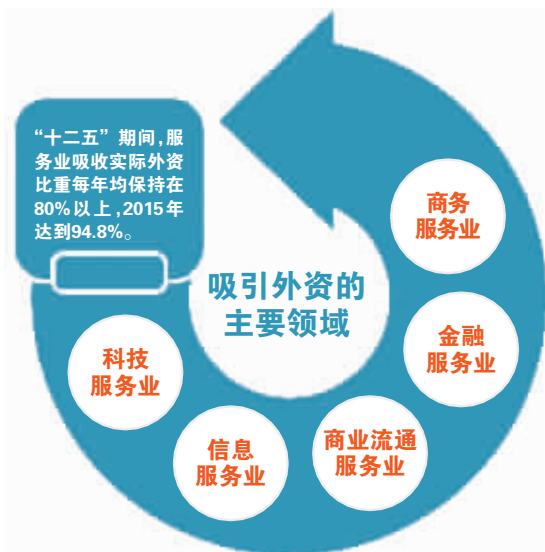 “十二五”期间，服
务业吸收实际外资
比重每年均保持在
80%以上，2015年
达到94.8%。
吸引外资的
主要领域
商务
服务业
金融
服务业
商业流通
服务业
信息
服务业
科技
服务业